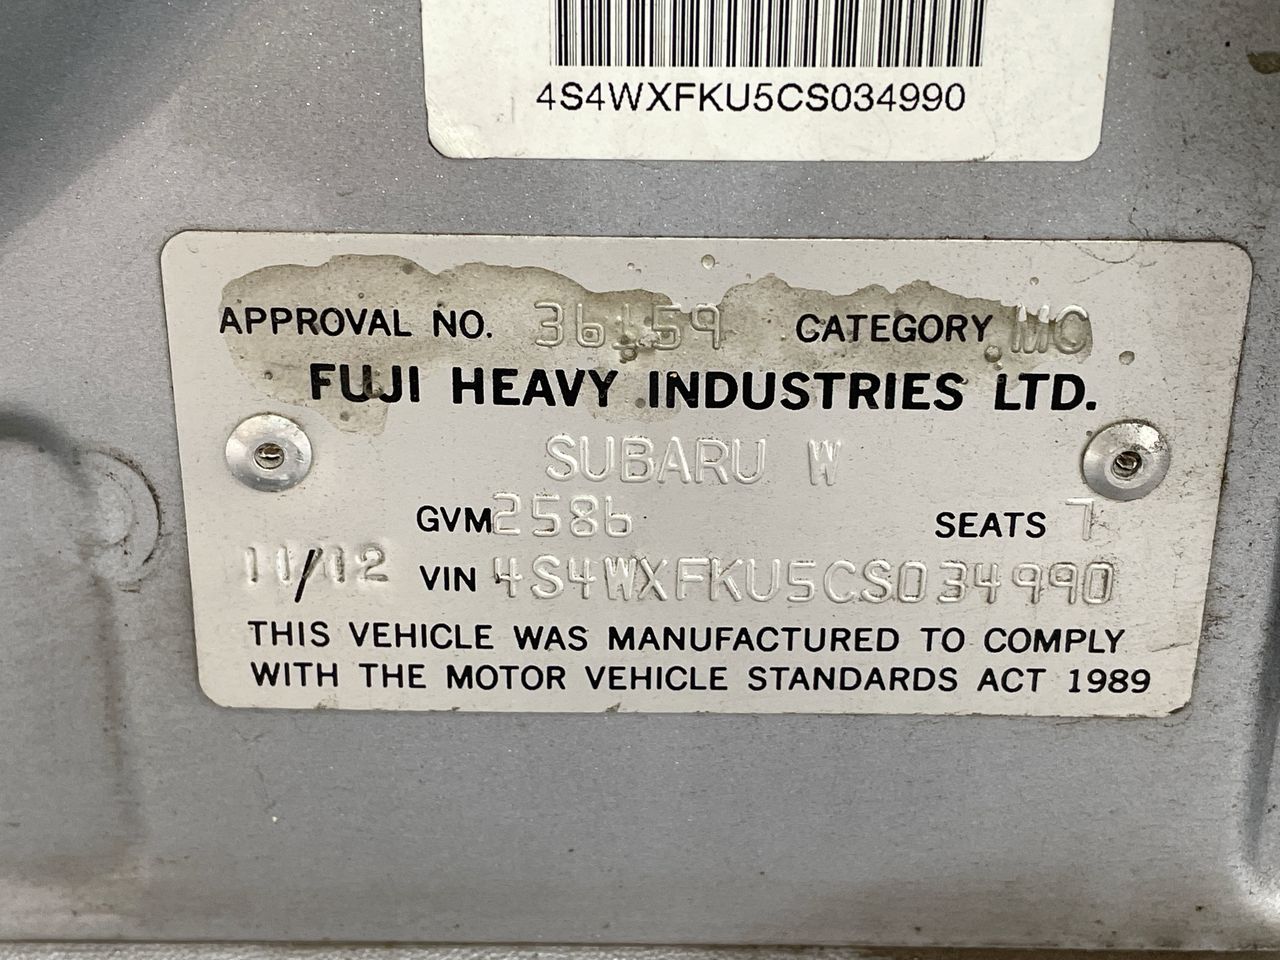 4S4WXFKU5CS034990
APPROVAL NO. 36159 CATEGORY MC
FUJI HEAVY INDUSTRIES LTD.
SUBARU W
GVM 2586 SEATS 7
11/12 VIN 4S4WXFKU5CS034990
THIS VEHICLE WAS MANUFACTURED TO COMPLY
WITH THE MOTOR VEHICLE STANDARDS ACT 1989